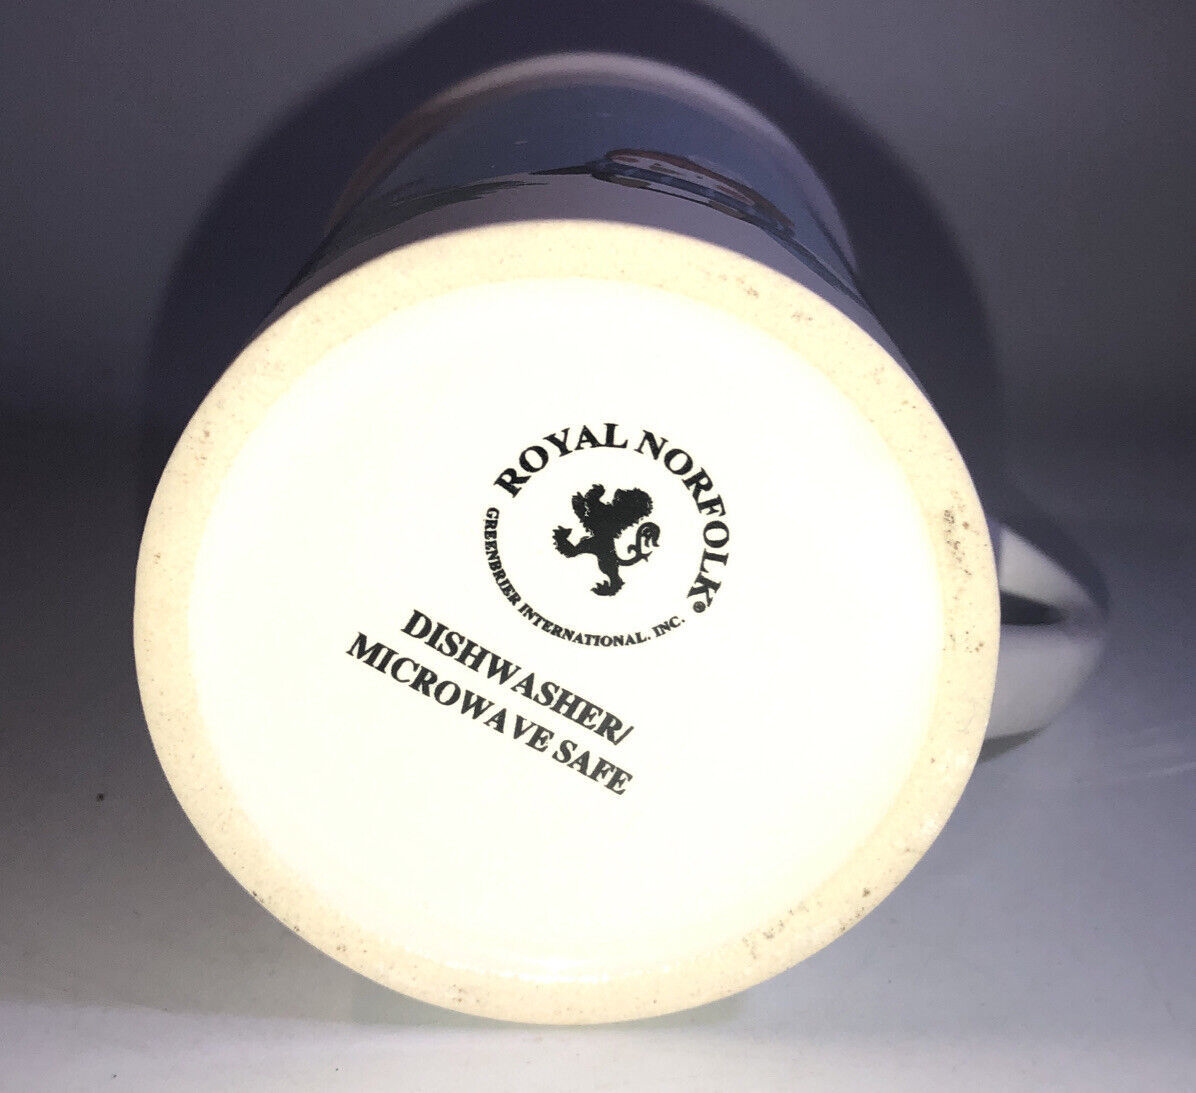 ROYAL NORFOLK®
GREENBRIER INTERNATIONAL. INC.
DISHWASHER/
MICROWAVE SAFE